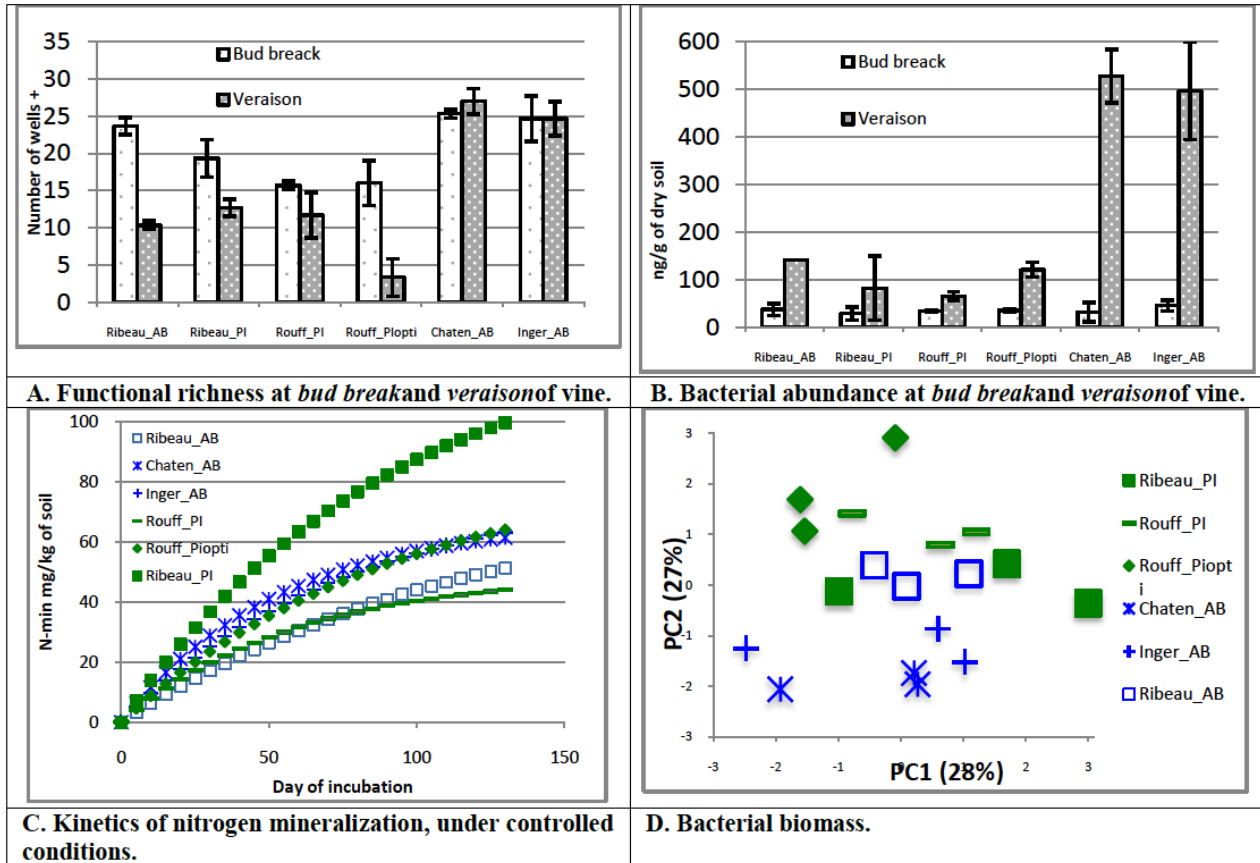 35
30
25
20
15
10
5
0
Number of wells +
Bud breack
Veraison
Ribeau_AB Ribeau_PI Rouff_PI Rouff_PIopti Chaten_AB Inger_AB
A. Functional richness at bud breakand veraisonof vine.
600
500
400
300
200
100
0
ng/g of dry soil
Bud breack
Veraison
Ribeau_AB Ribeau_PI Rouff_PI Rouff_PIopti Chaten_AB Inger_AB
B. Bacterial abundance at bud breakand veraisonof vine.
100
80
60
40
20
0
N-min mg/kg of soil
Ribeau_AB
Chaten_AB
Inger_AB
Rouff_PI
Rouff_Piopti
Ribeau_PI
0 50 100 150
Day of incubation
C. Kinetics of nitrogen mineralization, under controlled
conditions.
3
2
1
0
-1
-2
-3
PC2 (27%)
-3 -2 -1 0 1 2 3
PC1 (28%)
Ribeau_PI
Rouff_PI
Rouff_Piopt
i
Chaten_AB
Inger_AB
Ribeau_AB
D. Bacterial biomass.